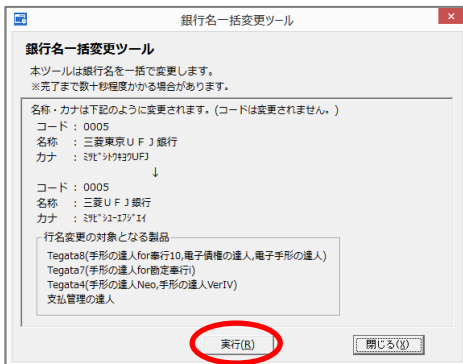 銀行名一括変更ツール
銀行名一括変更ツール
本ツールは銀行名を一括で変更します。
※完了まで数十秒程度かかる場合があります。
名称・カナは下記のように変更されます。(コードは変更されません。)
コード : 0005
名称 : 三菱東京ＵＦＪ銀行
カナ : ﾐﾂﾋﾞｼﾄｳｷﾖｳUFJ
↓
コード : 0005
名称 : 三菱ＵＦＪ銀行
カナ : ﾐﾂﾋﾞｼﾕｰｴﾌｼﾞｴｲ
行名変更の対象となる製品
Tegata8(手形の達人for奉行10,電子債権の達人,電子手形の達人)
Tegata7(手形の達人for勘定奉行i)
Tegata4(手形の達人Neo,手形の達人VerIV)
支払管理の達人
実行(R)
閉じる(X)